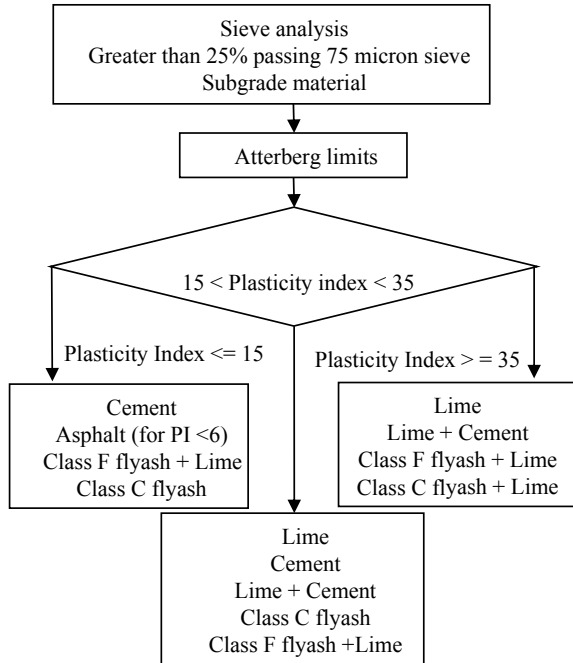 Sieve analysis
Greater than 25% passing 75 micron sieve
Subgrade material
Atterberg limits
15 < Plasticity index < 35
Plasticity Index <= 15
Plasticity Index > = 35
Cement
Asphalt (for PI <6)
Class F flyash + Lime
Class C flyash
Lime
Lime + Cement
Class F flyash + Lime
Class C flyash + Lime
Lime
Cement
Lime + Cement
Class C flyash
Class F flyash +Lime